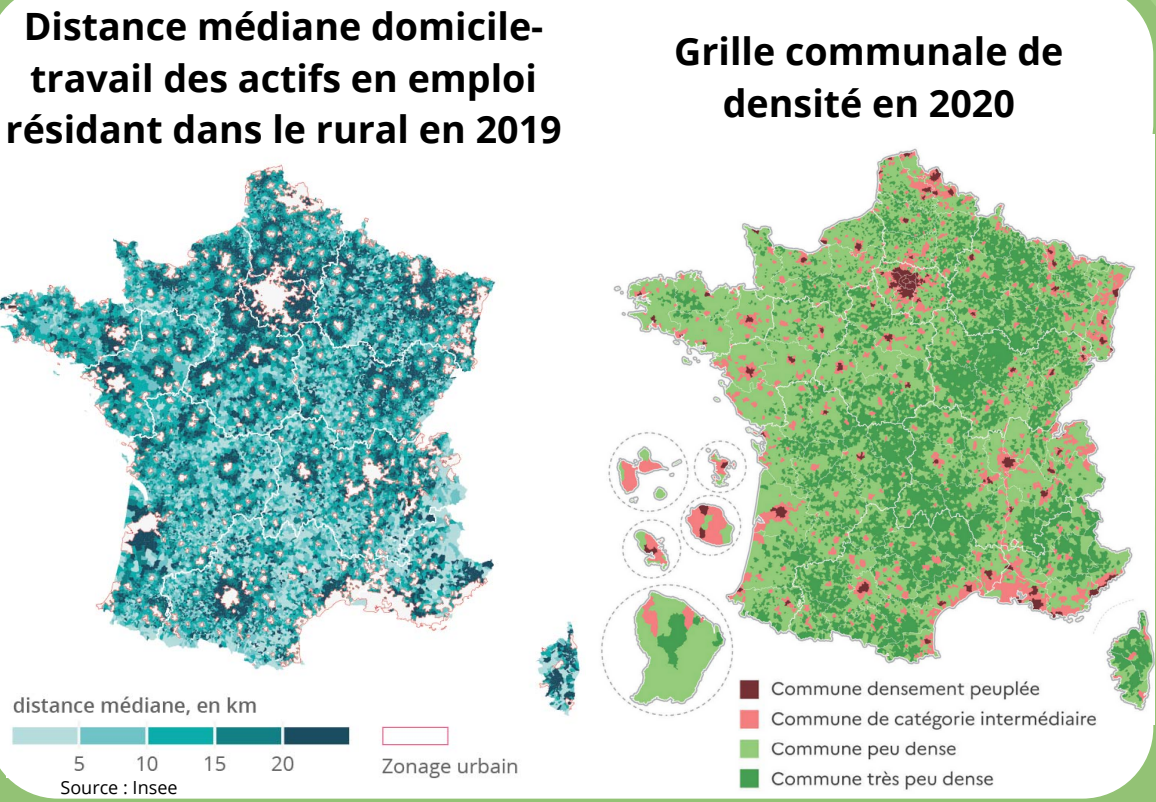 Distance médiane domicile-
travail des actifs en emploi
résidant dans le rural en 2019
distance médiane, en km
5 10 15 20
Zonage urbain
Source : Insee
Grille communale de
densité en 2020
Commune densement peuplée
Commune de catégorie intermédiaire
Commune peu dense
Commune très peu dense